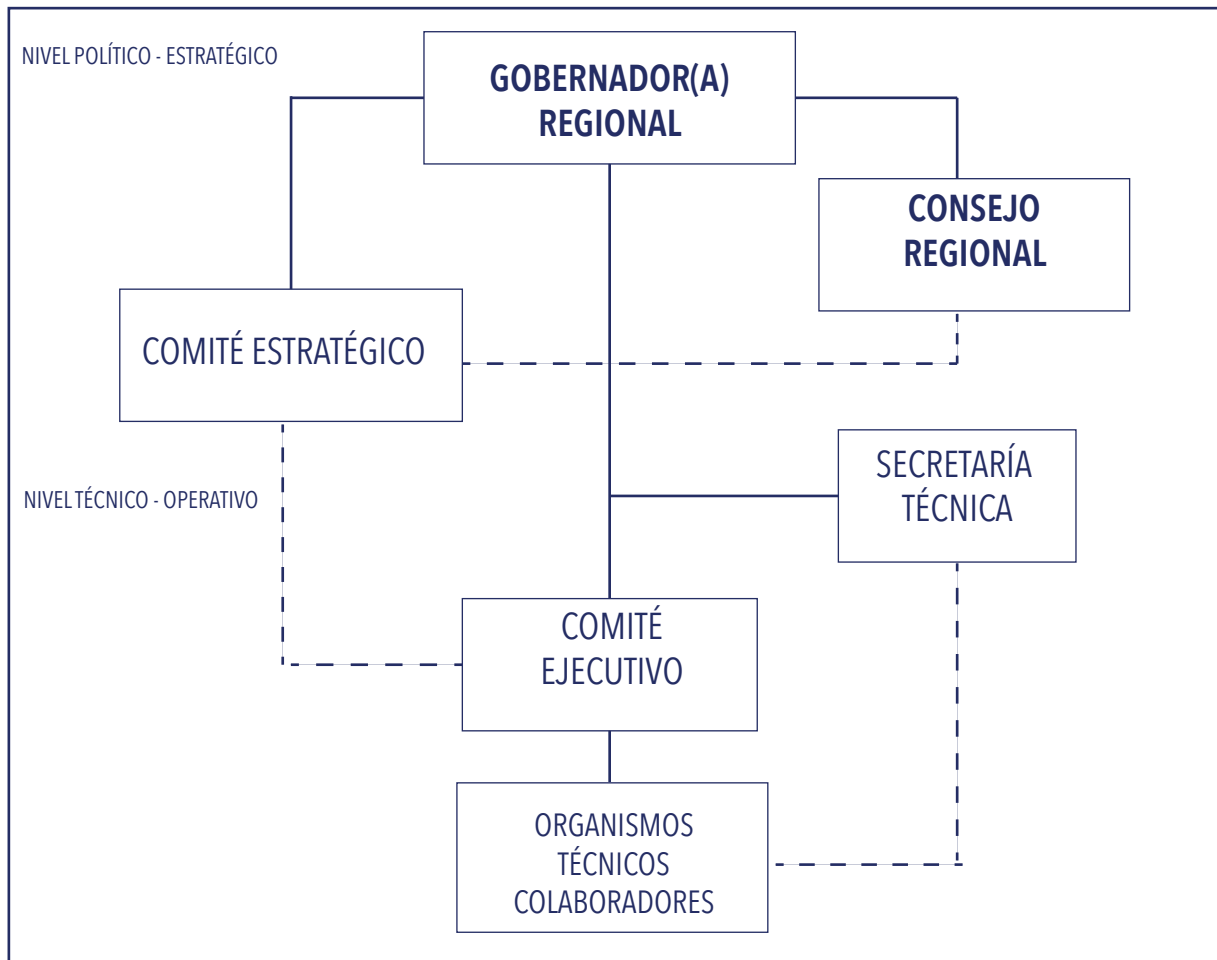 NIVEL POLÍTICO - ESTRATÉGICO
GOBERNADOR(A)
REGIONAL
CONSEJO
REGIONAL
COMITÉ ESTRATÉGICO
SECRETARÍA
TÉCNICA
NIVEL TÉCNICO - OPERATIVO
COMITÉ
EJECUTIVO
ORGANISMOS
TÉCNICOS
COLABORADORES